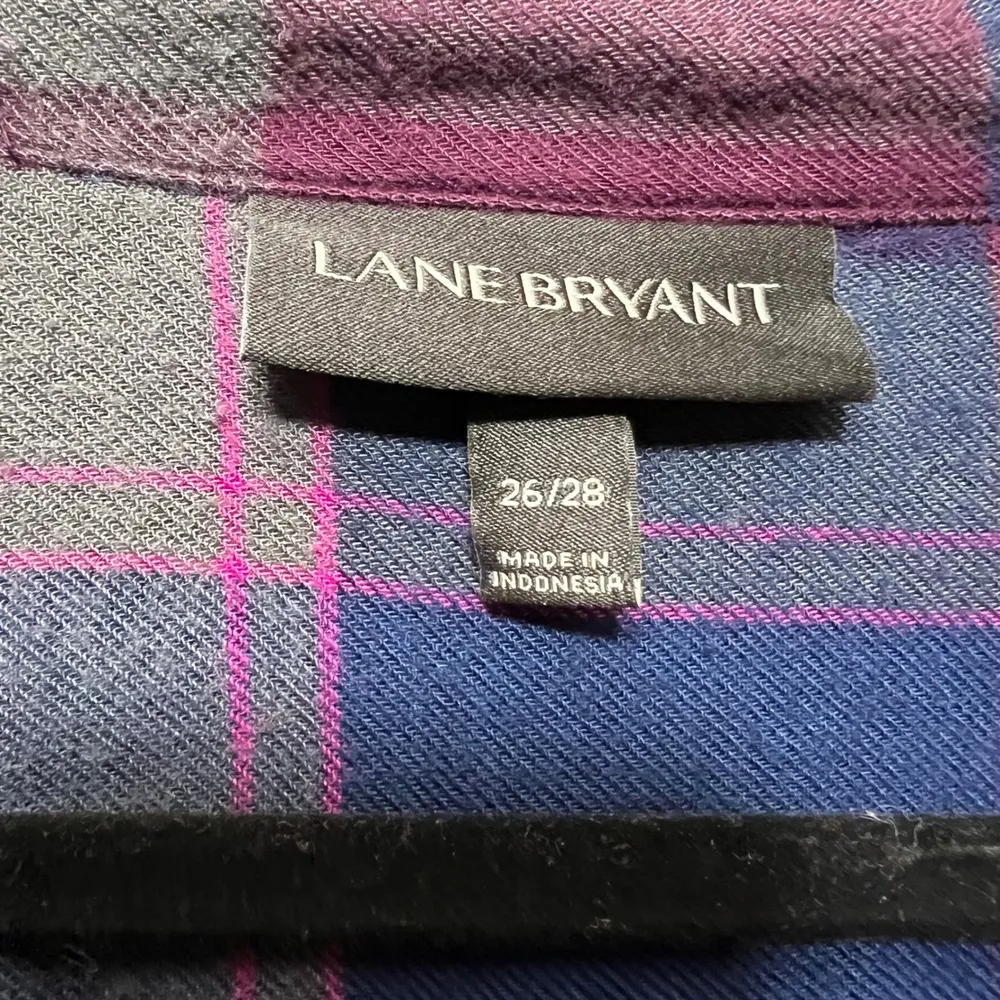 LANE BRYANT
26/28
MADE IN
INDONESIA